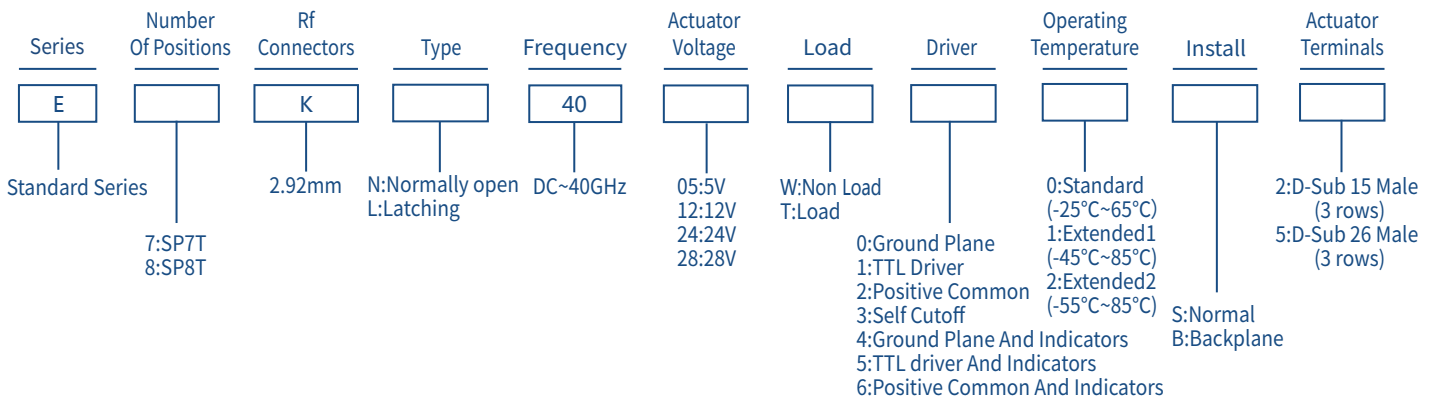 Number
Of Positions
Rf
Connectors
Actuator
Voltage
Operating
Temperature
Actuator
Terminals
Series
Type
Frequency
Load
Driver
Install
E
K
40
Standard Series
7:SP7T
8:SP8T
2.92mm
N:Normally open
L:Latching
DC~40GHz
05:5V
12:12V
24:24V
28:28V
W:Non Load
T:Load
0:Ground Plane
1:TTL Driver
2:Positive Common
3:Self Cutoff
4:Ground Plane And Indicators
5:TTL driver And Indicators
6:Positive Common And Indicators
0:Standard
(-25°C~65°C)
1:Extended1
(-45°C~85°C)
2:Extended2
(-55°C~85°C)
S:Normal
B:Backplane
2:D-Sub 15 Male
(3 rows)
5:D-Sub 26 Male
(3 rows)